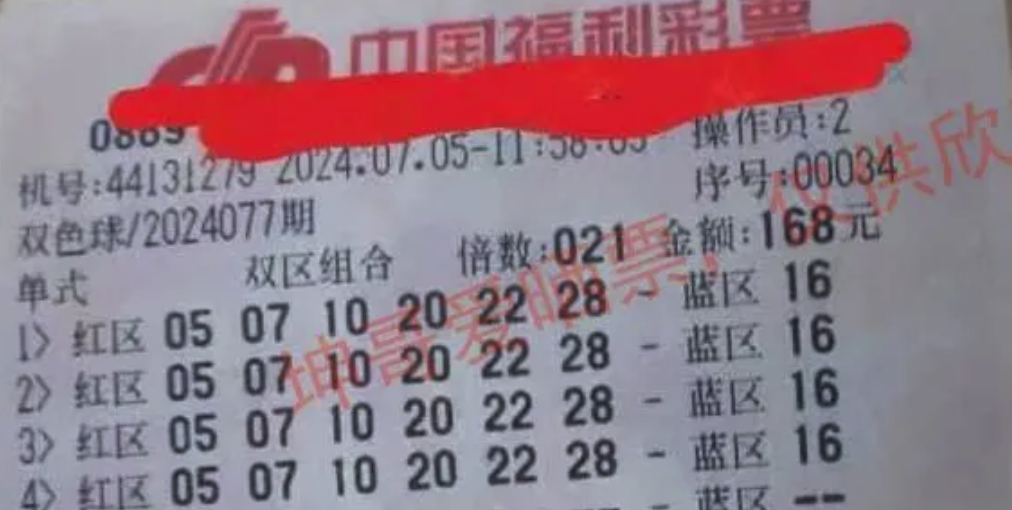 中国福利彩票
0889
机号:44131279 2024.07.05-11:58:05 操作员:2
双色球/2024077期 序号:00034
单式 双区组合 倍数:021 金额:168元
1> 红区 05 07 10 20 22 28 - 蓝区 16
2> 红区 05 07 10 20 22 28 - 蓝区 16
3> 红区 05 07 10 20 22 28 - 蓝区 16
4> 红区 05 07 10 20 22 28 - 蓝区 16
蓝区 --
坤哥爱晒票，仅供欣